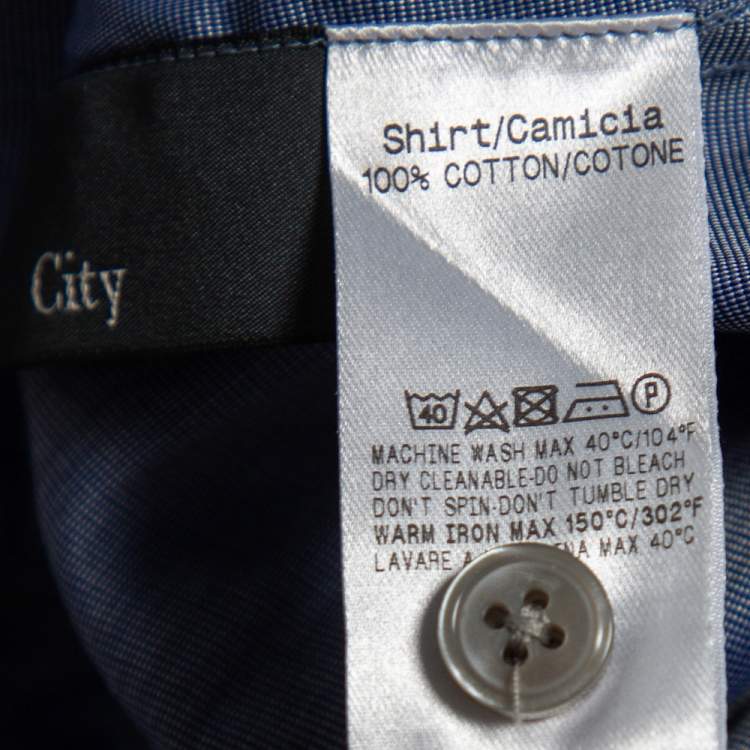 City
Shirt/Camicia
100% COTTON/COTONE
40 P
MACHINE WASH MAX 40°C/104°F
DRY CLEANABLE-DO NOT BLEACH
DON'T SPIN-DON'T TUMBLE DRY
WARM IRON MAX 150°C/302°F
LAVARE A MAX 40°C